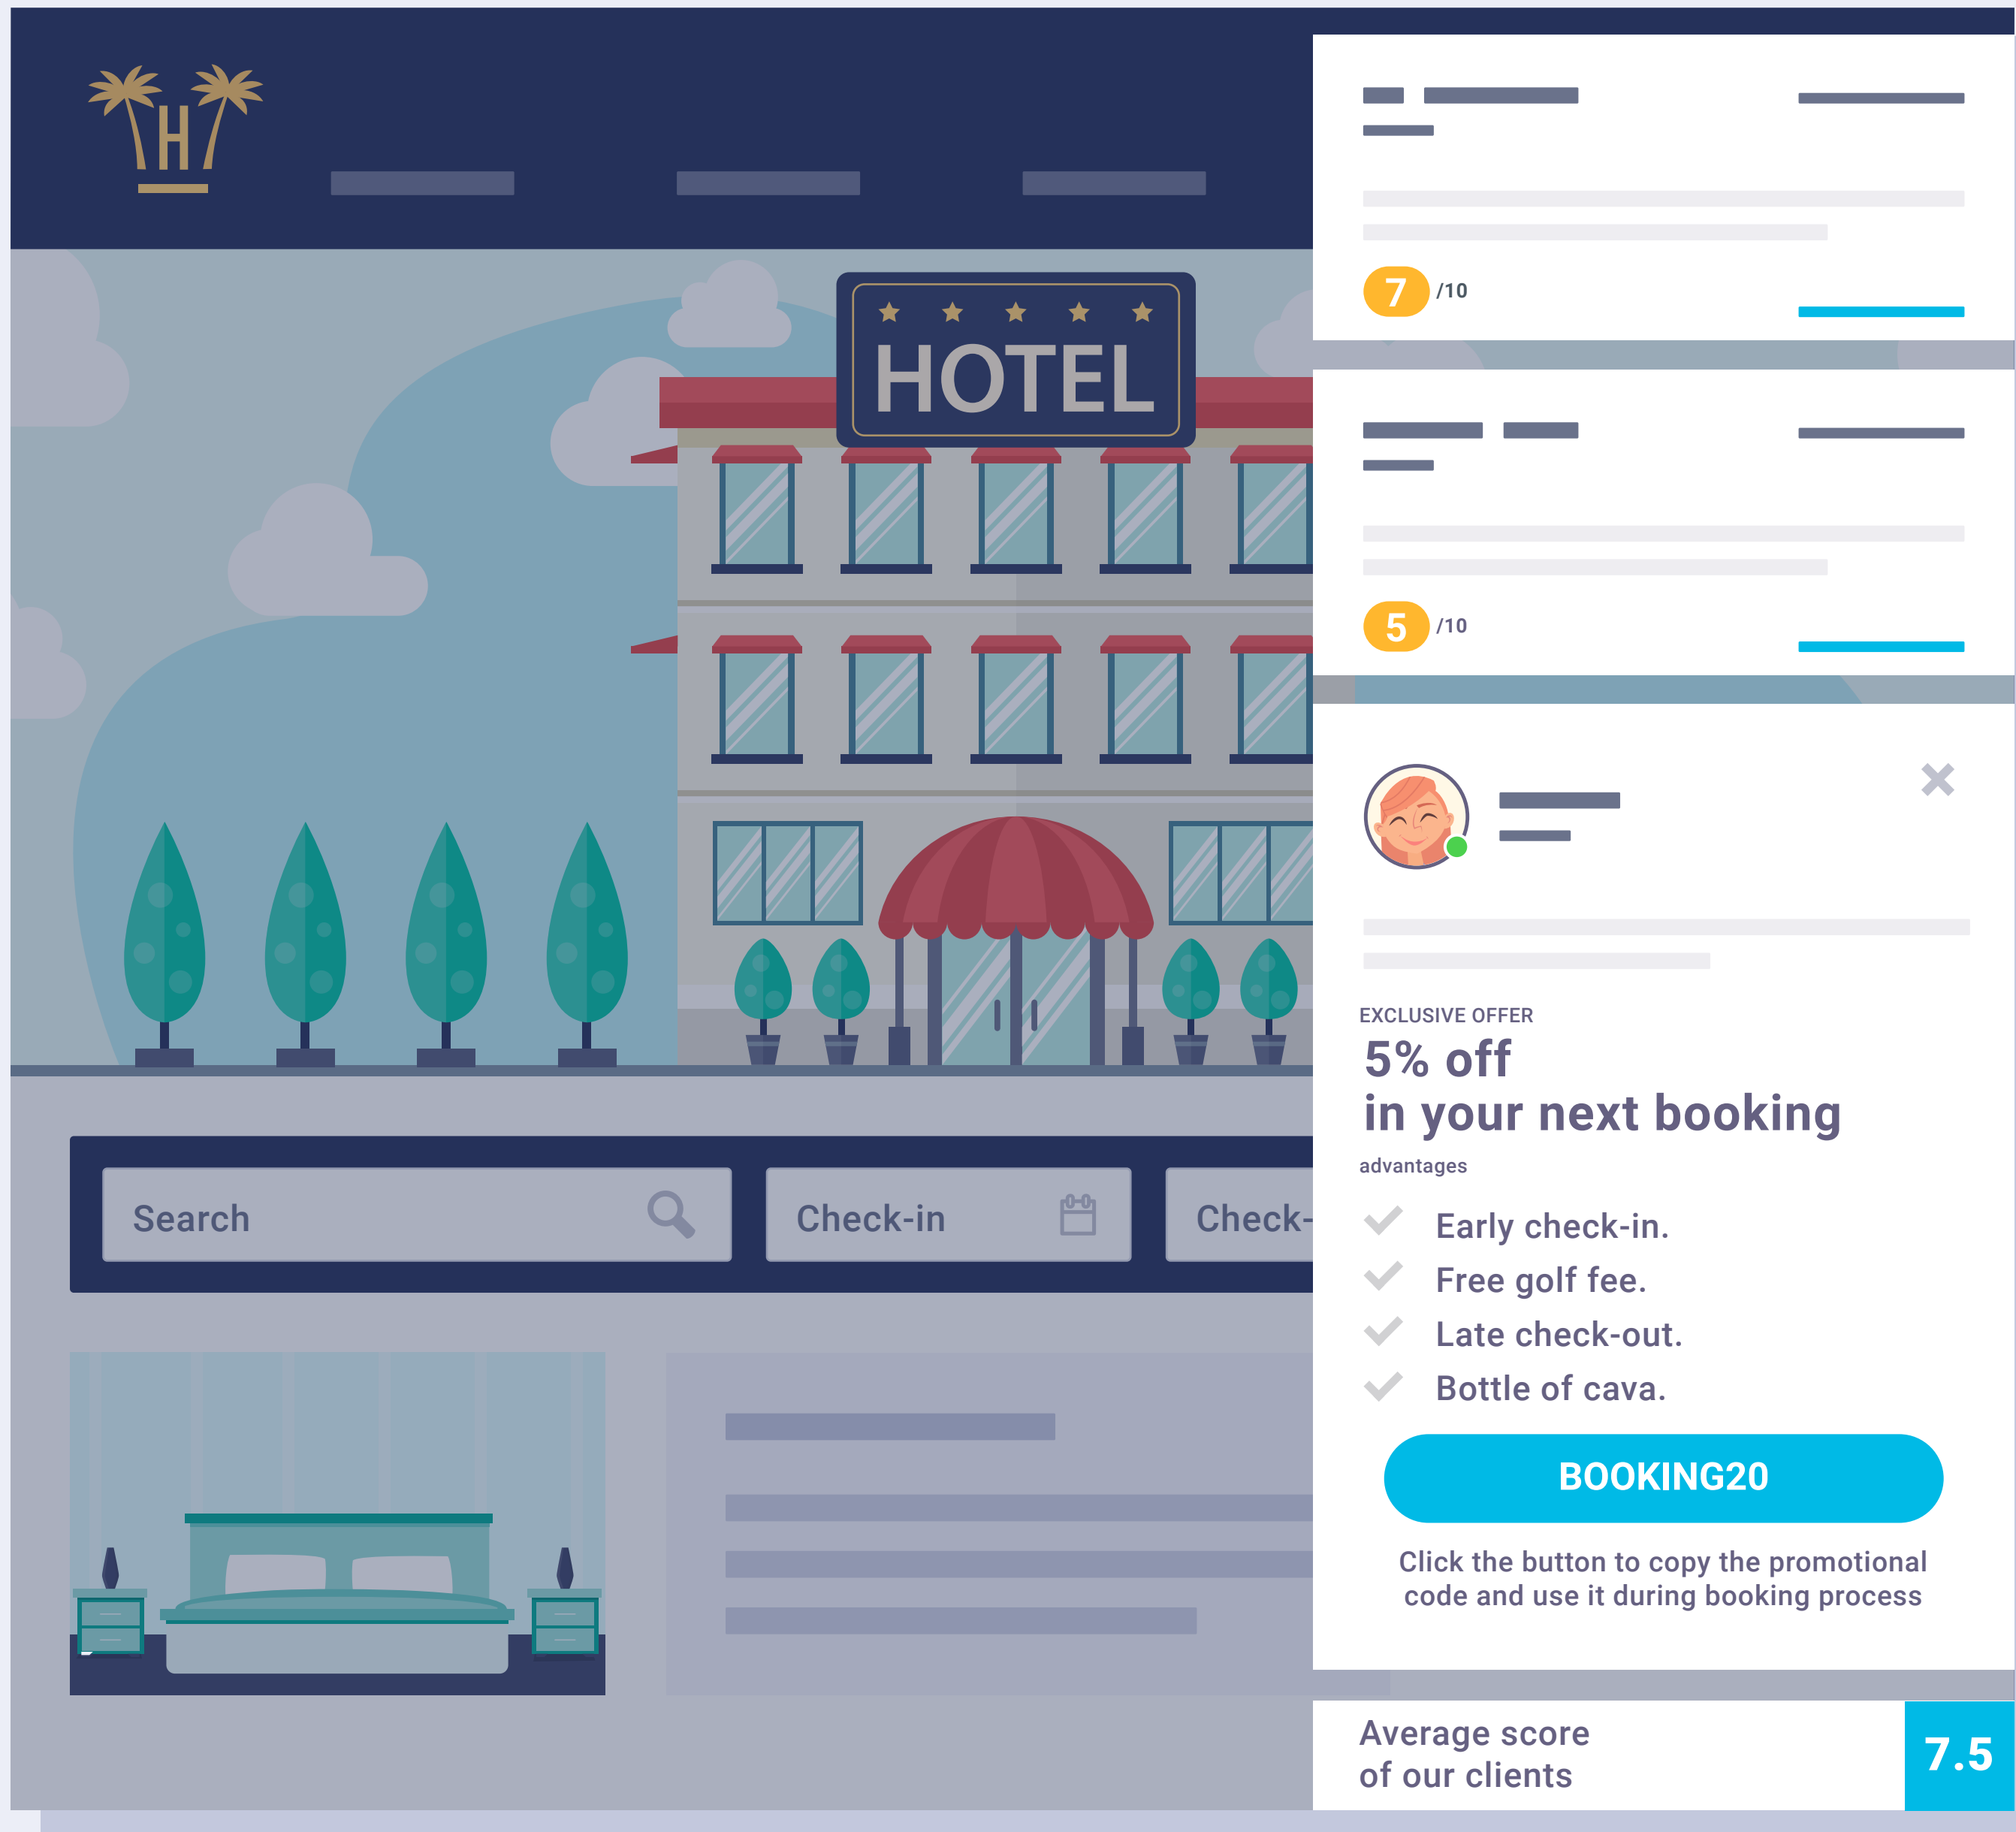 H
HOTEL
7 /10
5 /10
EXCLUSIVE OFFER
5% off
in your next booking
advantages
Early check-in.
Free golf fee.
Late check-out.
Bottle of cava.
BOOKING20
Click the button to copy the promotional
code and use it during booking process
Search
Check-in
Check-
Average score
of our clients
7.5